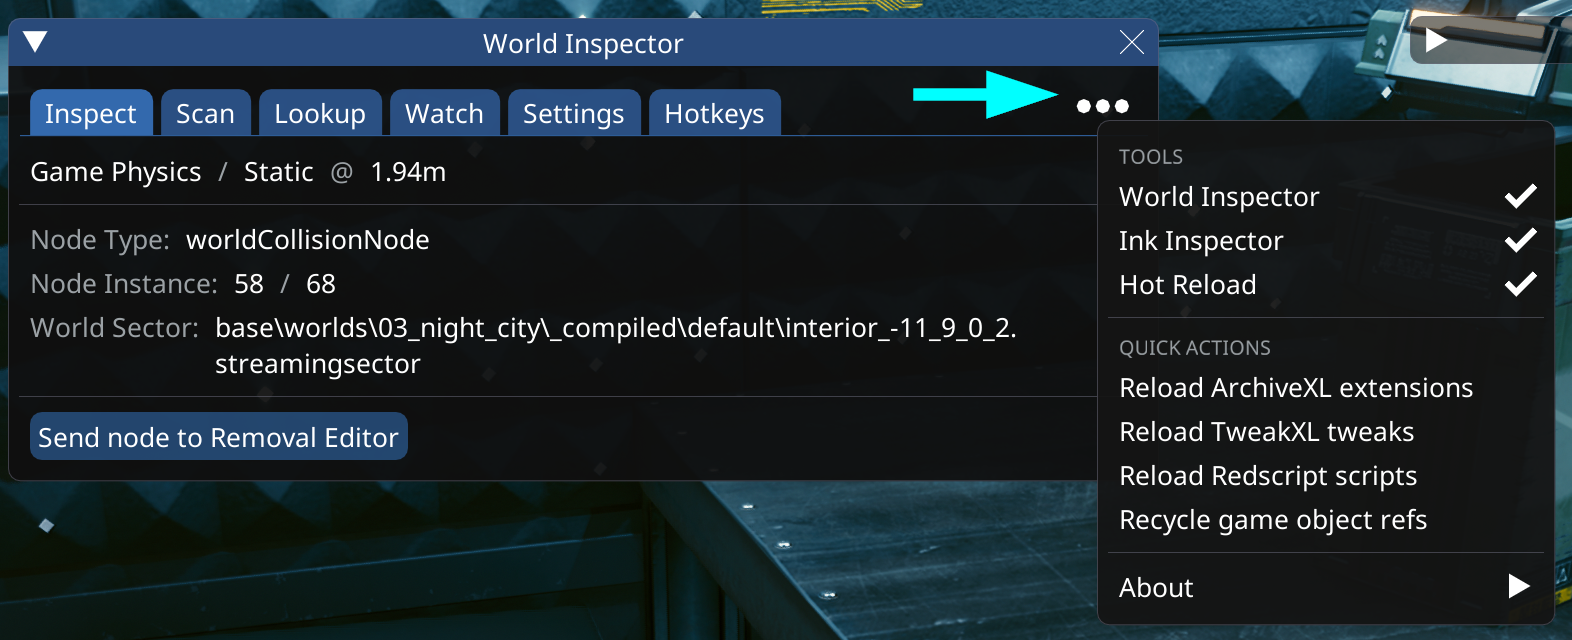 World Inspector
Inspect Scan Lookup Watch Settings Hotkeys
Game Physics / Static @ 1.94m
Node Type: worldCollisionNode
Node Instance: 58 / 68
World Sector: base\worlds\03_night_city\_compiled\default\interior_-11_9_0_2.
streamingsector
Send node to Removal Editor
TOOLS
World Inspector
Ink Inspector
Hot Reload
QUICK ACTIONS
Reload ArchiveXL extensions
Reload TweakXL tweaks
Reload Redscript scripts
Recycle game object refs
About